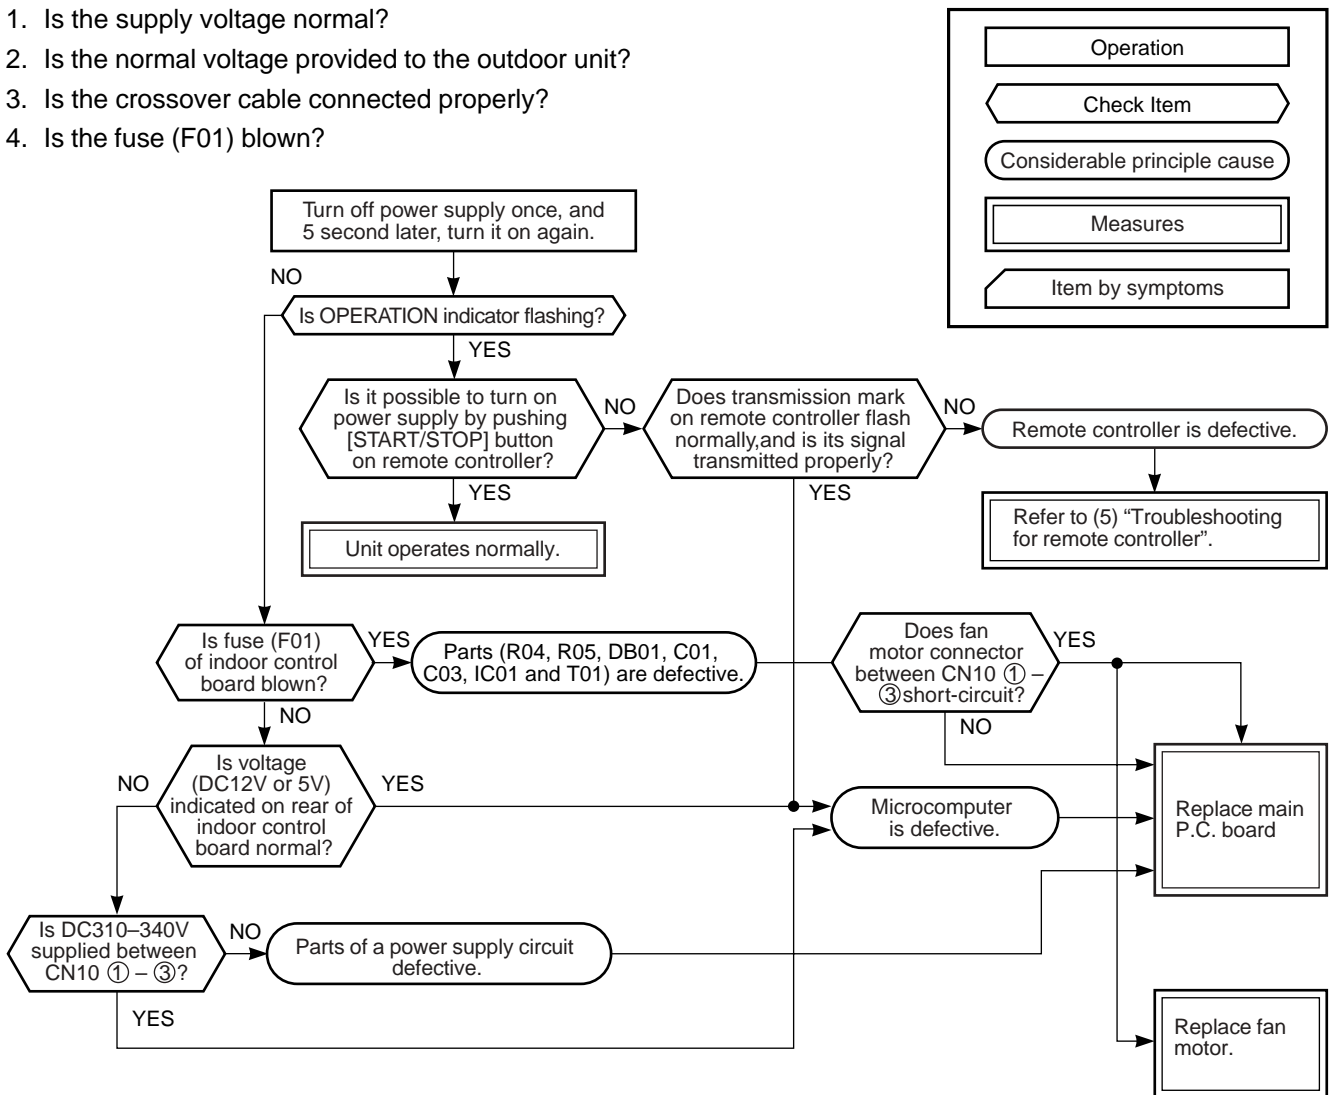 1. Is the supply voltage normal?
2. Is the normal voltage provided to the outdoor unit?
3. Is the crossover cable connected properly?
4. Is the fuse (F01) blown?
Operation
Check Item
Considerable principle cause
Measures
Item by symptoms
Turn off power supply once, and
5 second later, turn it on again.
NO
Is OPERATION indicator flashing?
YES
Is it possible to turn on
power supply by pushing
[START/STOP] button
on remote controller?
NO
Does transmission mark
on remote controller flash
normally,and is its signal
transmitted properly?
NO
Remote controller is defective.
YES
YES
Unit operates normally.
Refer to (5) “Troubleshooting
for remote controller”.
Is fuse (F01)
of indoor control
board blown?
YES
Parts (R04, R05, DB01, C01,
C03, IC01 and T01) are defective.
Does fan
motor connector
between CN10 ① –
③short-circuit?
YES
NO
NO
Is voltage
(DC12V or 5V)
indicated on rear of
indoor control
board normal?
NO
YES
Microcomputer
is defective.
Replace main
P.C. board
Is DC310–340V
supplied between
CN10 ① – ③?
NO
Parts of a power supply circuit
defective.
YES
Replace fan
motor.